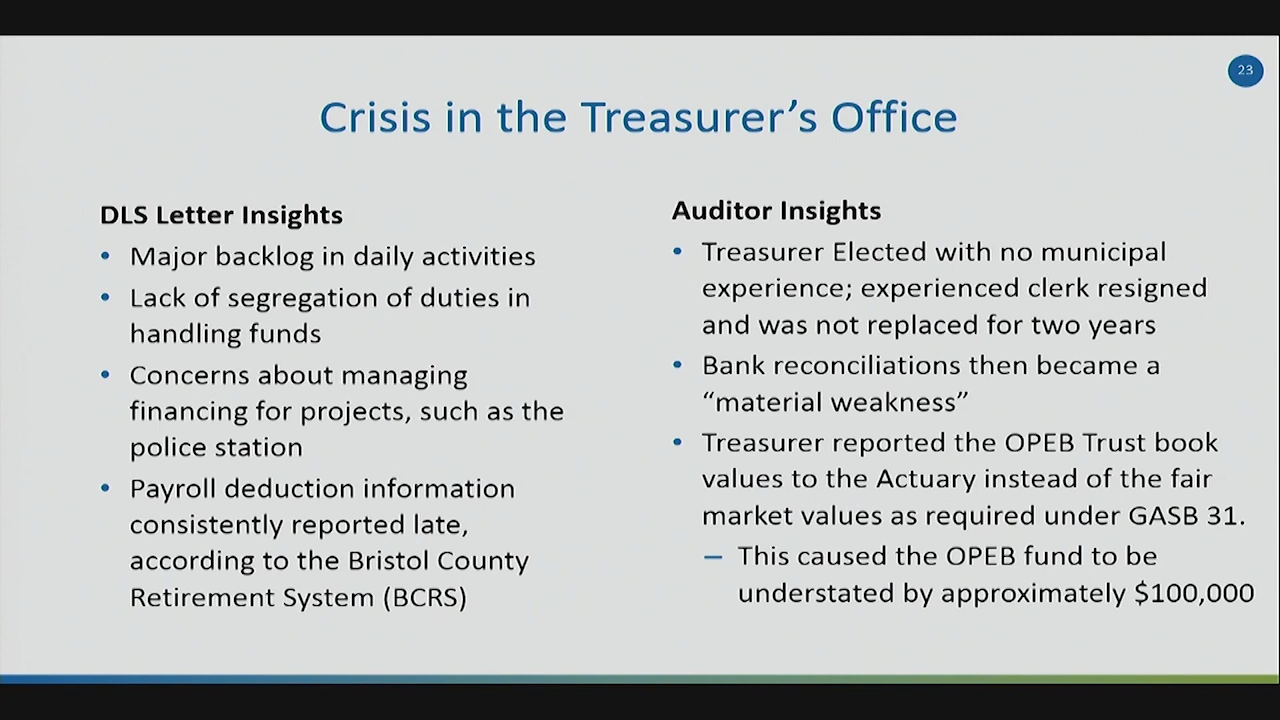 23
Crisis in the Treasurer's Office
DLS Letter Insights
• Major backlog in daily activities
• Lack of segregation of duties in
handling funds
• Concerns about managing
financing for projects, such as the
police station
• Payroll deduction information
consistently reported late,
according to the Bristol County
Retirement System (BCRS)
Auditor Insights
• Treasurer Elected with no municipal
experience; experienced clerk resigned
and was not replaced for two years
• Bank reconciliations then became a
“material weakness”
• Treasurer reported the OPEB Trust book
values to the Actuary instead of the fair
market values as required under GASB 31.
– This caused the OPEB fund to be
understated by approximately $100,000